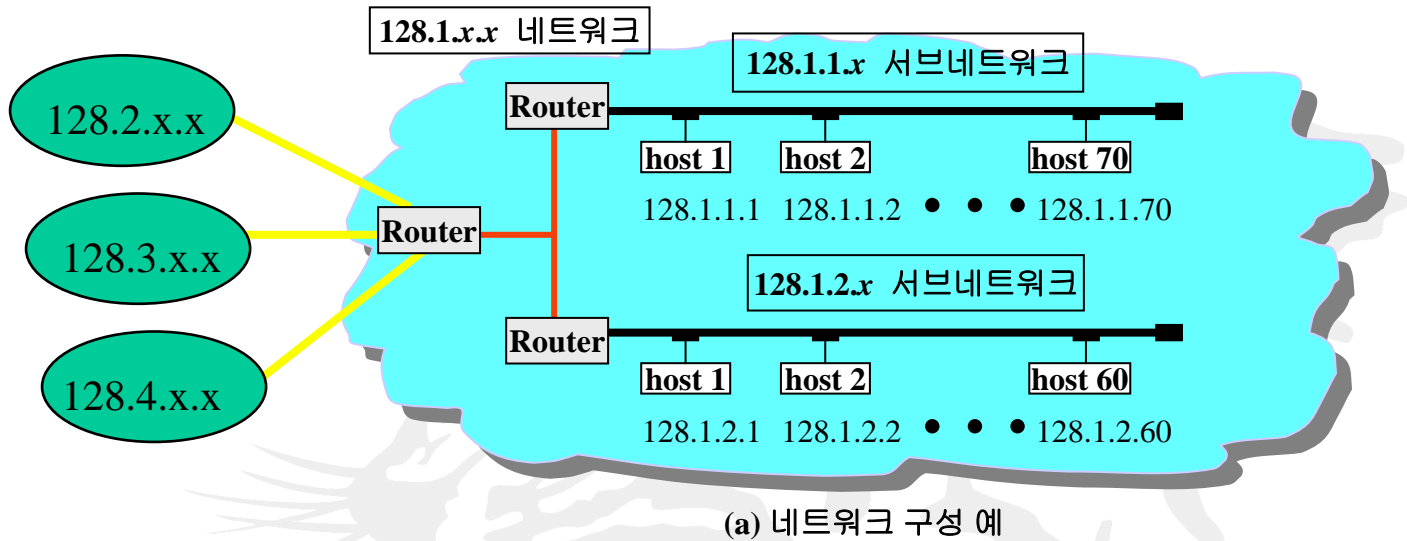 128.1.x.x 네트워크
128.1.1.x 서브네트워크
128.2.x.x
Router
host 1 host 2 host 70
128.1.1.1 128.1.1.2 • • • 128.1.1.70
128.3.x.x
Router
128.1.2.x 서브네트워크
Router
host 1 host 2 host 60
128.4.x.x
128.1.2.1 128.1.2.2 • • • 128.1.2.60
(a) 네트워크 구성 예